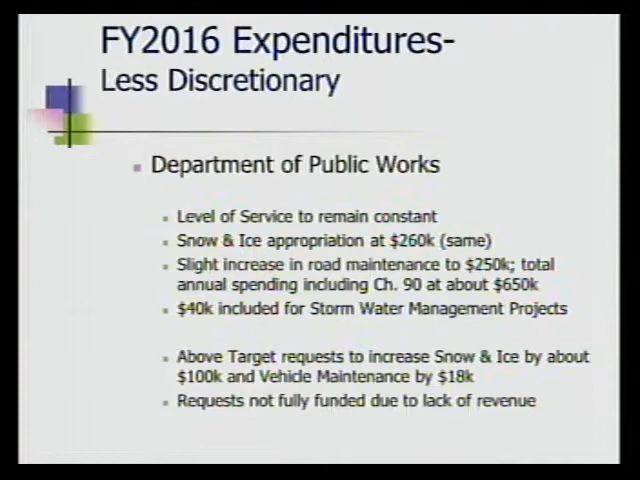 FY2016 Expenditures-
Less Discretionary
Department of Public Works
Level of Service to remain constant
Snow & Ice appropriation at $260k (same)
Slight increase in road maintenance to $250k; total
annual spending including Ch. 90 at about $650k
$40k included for Storm Water Management Projects
Above Target requests to increase Snow & Ice by about
$100k and Vehicle Maintenance by $18k
Requests not fully funded due to lack of revenue